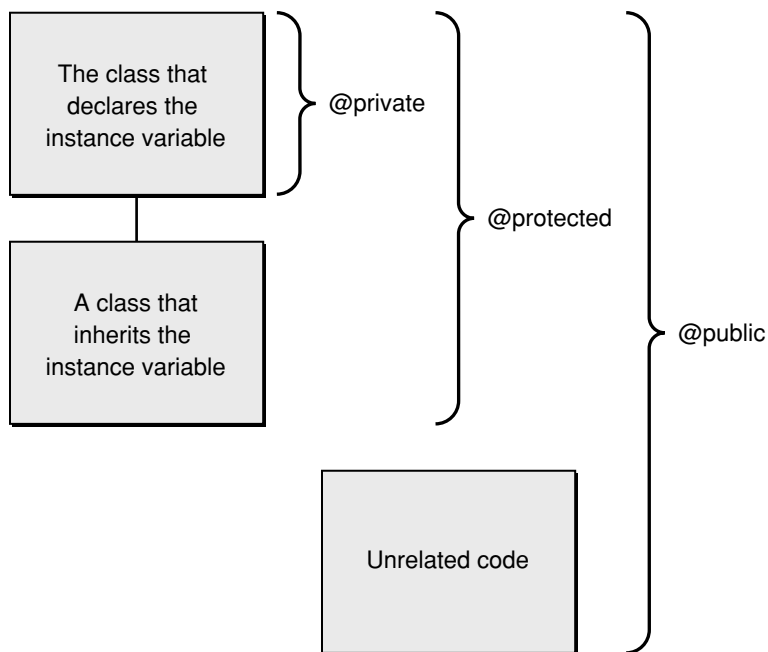 The class that
declares the
instance variable
@private
@protected
A class that
inherits the
instance variable
@public
Unrelated code